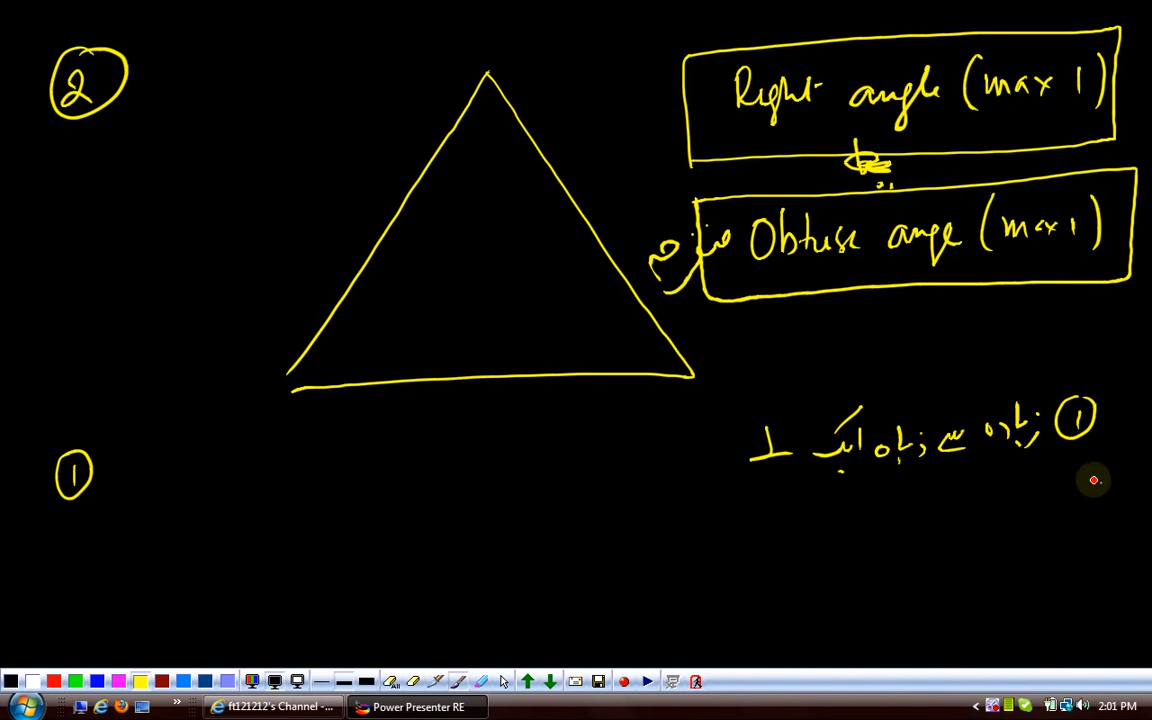 2
Right angle (max 1)
Obtuse ange (max 1)
① زیادہ سے زیادہ ایک ⊥
①
ft121212's Channel -...
Power Presenter RE
2:01 PM